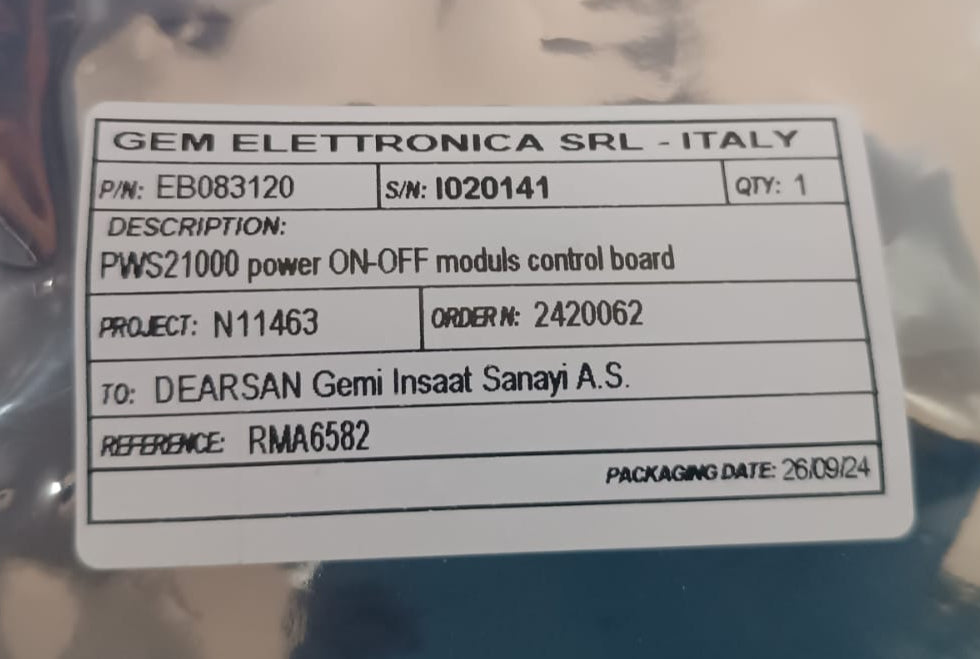 GEM ELETTRONICA SRL - ITALY
P/N: EB083120 S/N: I020141 QTY: 1
DESCRIPTION:
PWS21000 power ON-OFF moduls control board
PROJECT: N11463 ORDER N: 2420062
TO: DEARSAN Gemi Insaat Sanayi A.S.
REFERENCE: RMA6582
PACKAGING DATE: 26/09/24